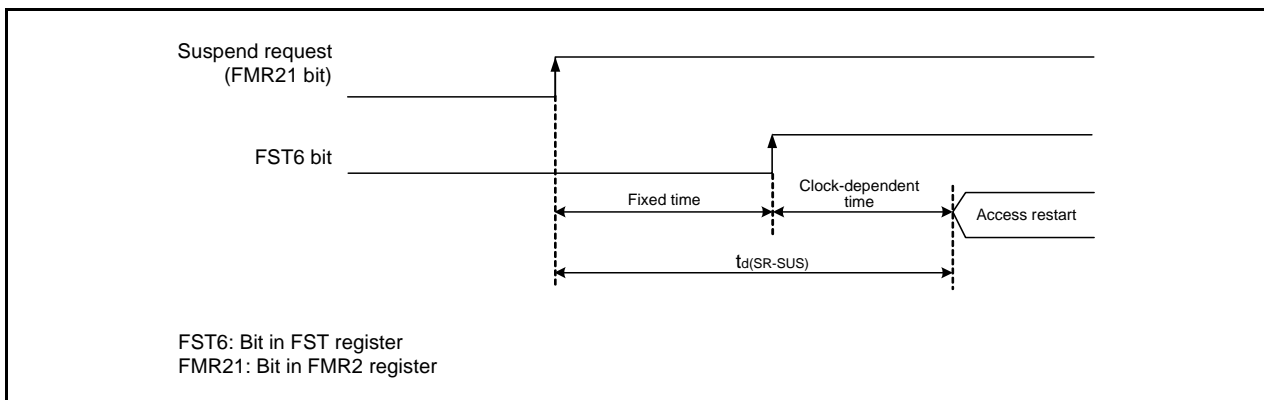 Suspend request
(FMR21 bit)
FST6 bit
Fixed time
Clock-dependent
time
Access restart
td(SR-SUS)
FST6: Bit in FST register
FMR21: Bit in FMR2 register